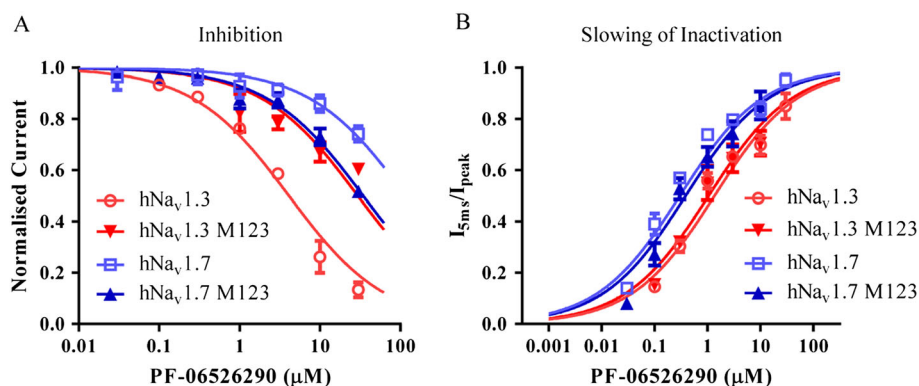 A
Inhibition
Normalised Current
1.0
0.8
0.6
0.4
0.2
0.0
hNav1.3
hNav1.3 M123
hNav1.7
hNav1.7 M123
0.01
0.1
1
10
100
PF-06526290 (μM)
B
Slowing of Inactivation
I5ms/Ipeak
1.0
0.8
0.6
0.4
0.2
0.0
hNav1.3
hNav1.3 M123
hNav1.7
hNav1.7 M123
0.001
0.1
1
10
100
PF-06526290 (μM)